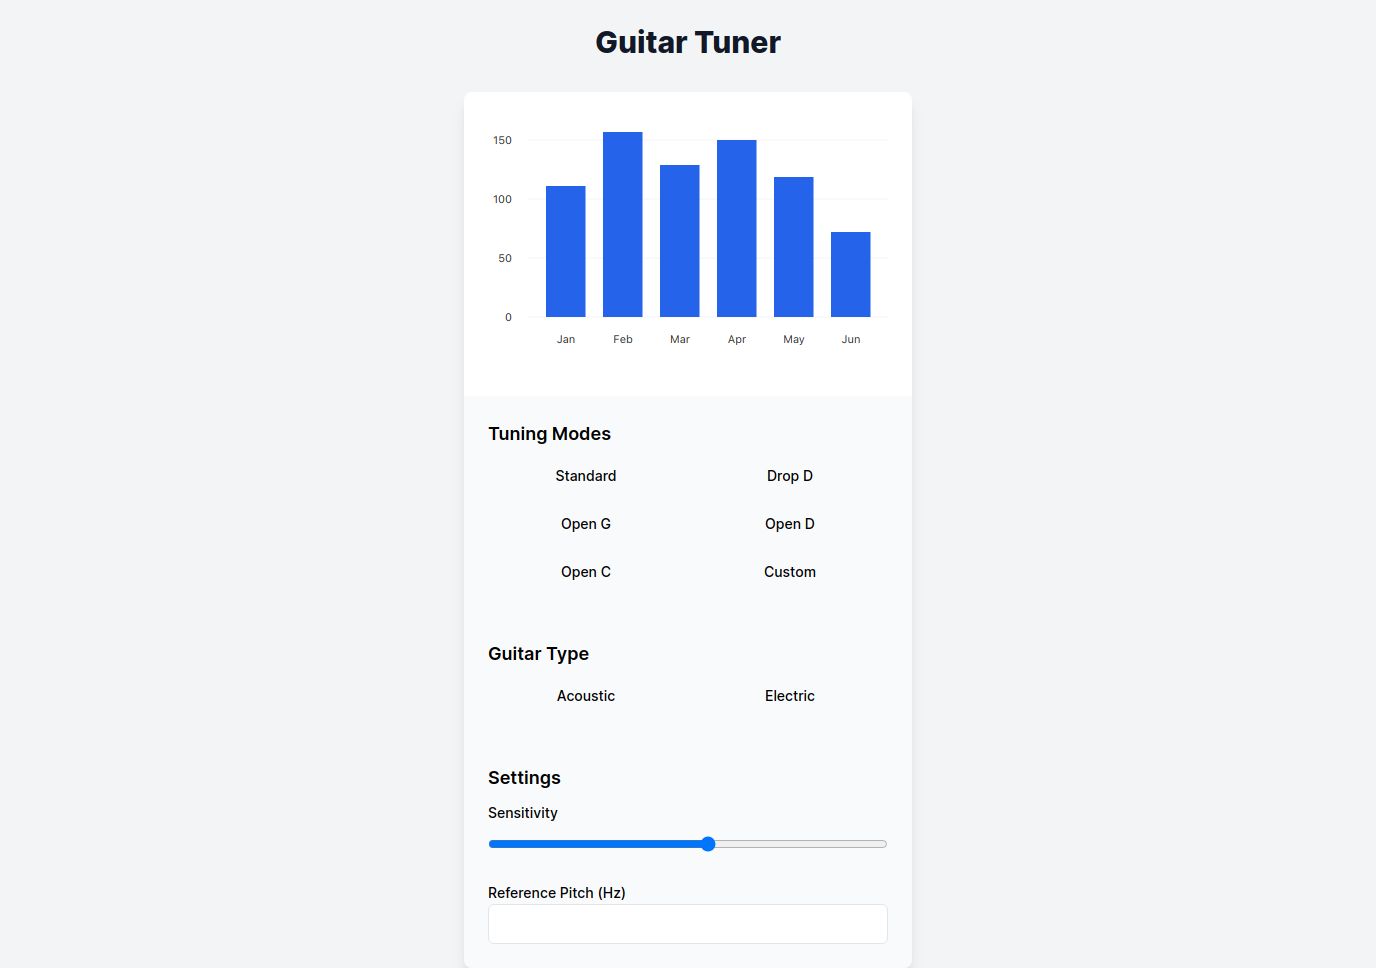 Guitar Tuner
150
100
50
0
Jan Feb Mar Apr May Jun
Tuning Modes
Standard Drop D
Open G Open D
Open C Custom
Guitar Type
Acoustic Electric
Settings
Sensitivity
Reference Pitch (Hz)